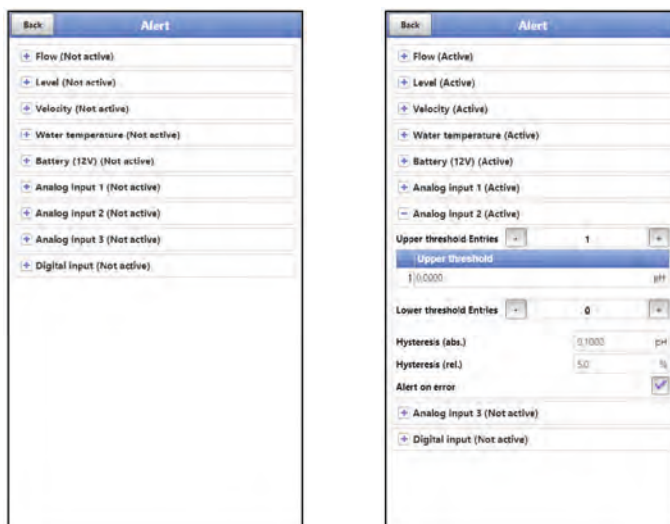 Back Alert
+ Flow (Not active)
+ Level (Not active)
+ Velocity (Not active)
+ Water temperature (Not active)
+ Battery (12V) (Not active)
+ Analog input 1 (Not active)
+ Analog input 2 (Not active)
+ Analog input 3 (Not active)
+ Digital input (Not active)
Back Alert
+ Flow (Active)
+ Level (Active)
+ Velocity (Active)
+ Water temperature (Active)
+ Battery (12V) (Active)
+ Analog input 1 (Active)
− Analog input 2 (Active)
Upper threshold Entries - 1 +
Upper threshold
1 0,0000 pH
Lower threshold Entries - 0 +
Hysteresis (abs.) 0,1000 pH
Hysteresis (rel.) 5,0 %
Alert on error
+ Analog input 3 (Not active)
+ Digital input (Not active)